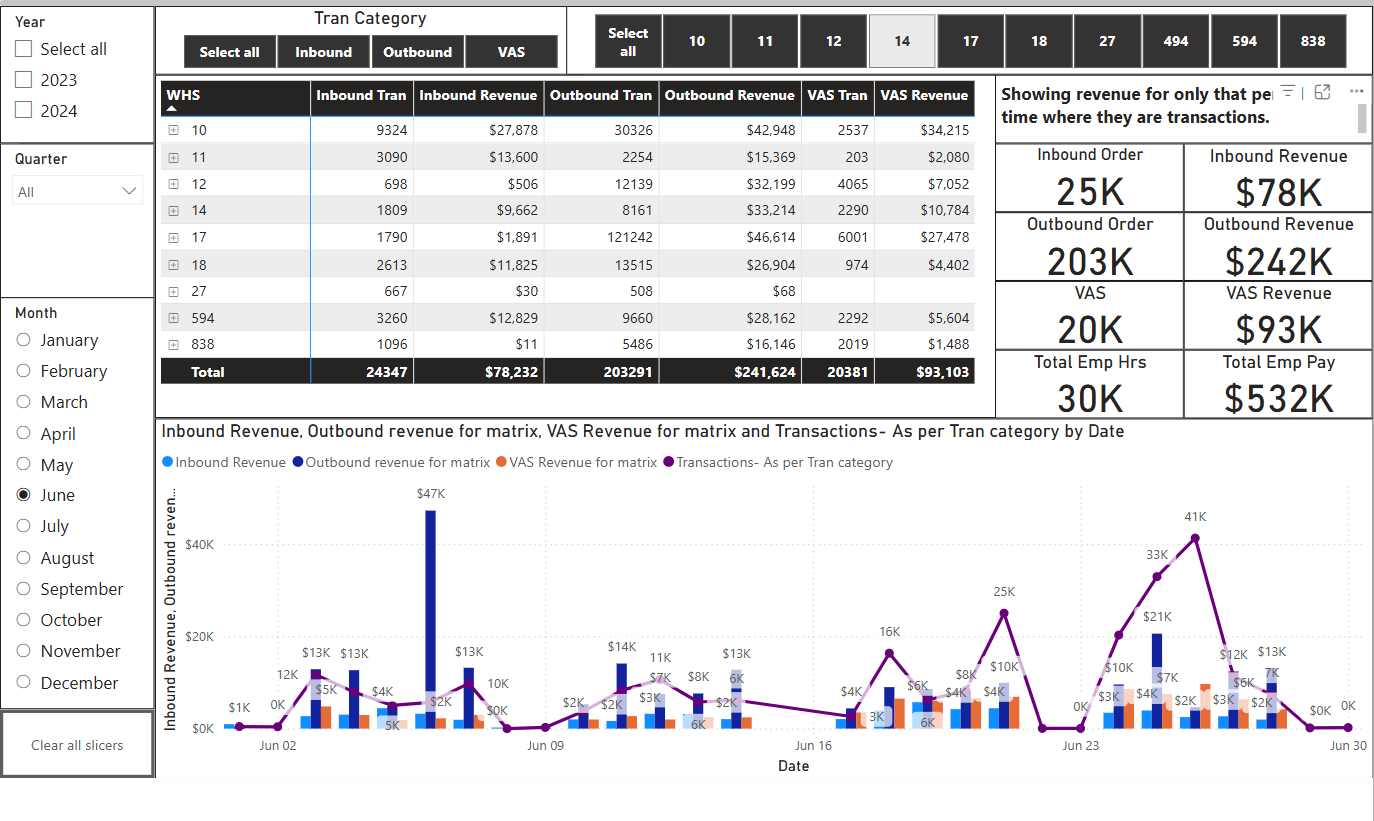 Year
Select all
2023
2024
Quarter
All
Month
January
February
March
April
May
June
July
August
September
October
November
December
Clear all slicers
Tran Category
Select all Inbound Outbound VAS
Select all 10 11 12 14 17 18 27 494 594 838
WHS Inbound Tran Inbound Revenue Outbound Tran Outbound Revenue VAS Tran VAS Revenue
10 9324 $27,878 30326 $42,948 2537 $34,215
11 3090 $13,600 2254 $15,369 203 $2,080
12 698 $506 12139 $32,199 4065 $7,052
14 1809 $9,662 8161 $33,214 2290 $10,784
17 1790 $1,891 121242 $46,614 6001 $27,478
18 2613 $11,825 13515 $26,904 974 $4,402
27 667 $30 508 $68
594 3260 $12,829 9660 $28,162 2292 $5,604
838 1096 $11 5486 $16,146 2019 $1,488
Total 24347 $78,232 203291 $241,624 20381 $93,103
Showing revenue for only that pe
time where they are transactions.
Inbound Order Inbound Revenue
25K $78K
Outbound Order Outbound Revenue
203K $242K
VAS VAS Revenue
20K $93K
Total Emp Hrs Total Emp Pay
30K $532K
Inbound Revenue, Outbound revenue for matrix, VAS Revenue for matrix and Transactions- As per Tran category by Date
Inbound Revenue Outbound revenue for matrix VAS Revenue for matrix Transactions- As per Tran category
Inbound Revenue, Outbound reven...
$40K
$20K
$0K
$1K 0K 12K $13K $5K $13K $4K 5K $47K $2K $13K 10K $0K
$2K $14K $2K 11K $7K $3K $8K 6K $13K 6K $2K
$4K 16K 3K $6K 6K $8K $4K 25K $10K $4K
0K $10K $3K 33K $21K $7K $4K 41K $2K $12K $6K $3K $13K 7K $2K $0K 0K
Jun 02 Jun 09 Jun 16 Jun 23 Jun 30
Date